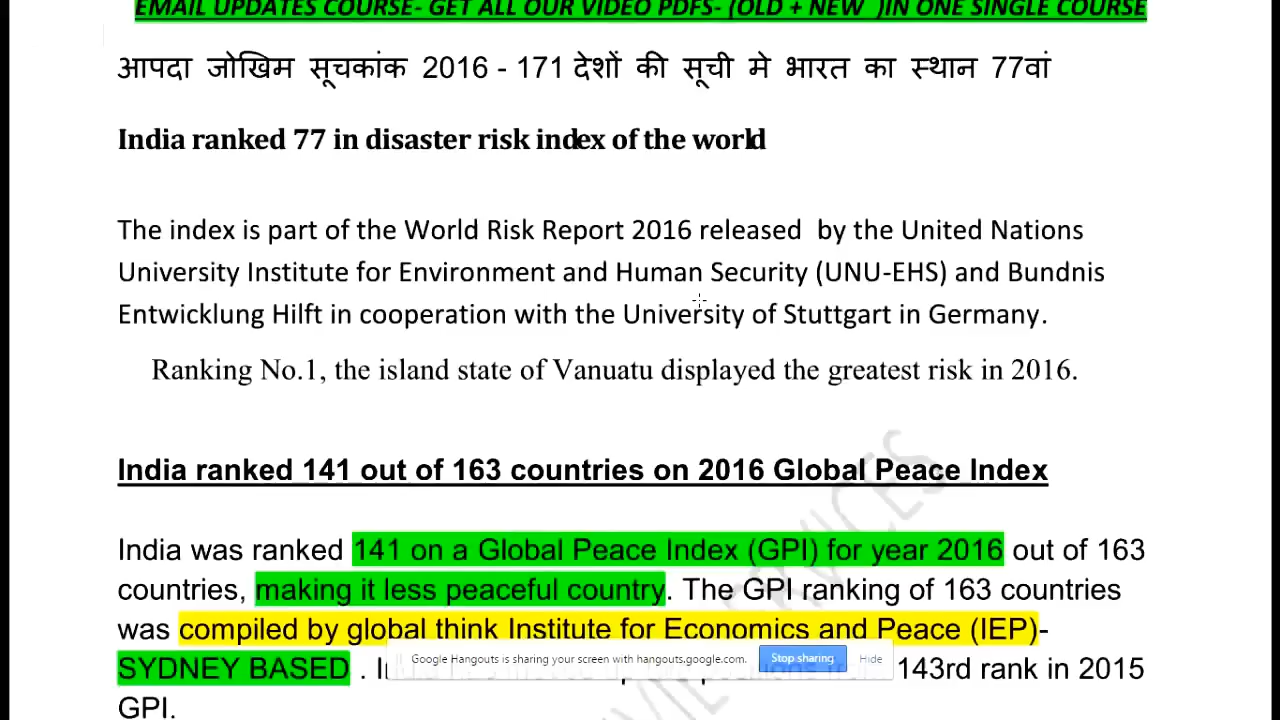 EMAIL UPDATES COURSE- GET ALL OUR VIDEO PDFS- (OLD + NEW )IN ONE SINGLE COURSE
आपदा जोखिम सूचकांक 2016 - 171 देशों की सूची मे भारत का स्थान 77वां
India ranked 77 in disaster risk index of the world
The index is part of the World Risk Report 2016 released by the United Nations
University Institute for Environment and Human Security (UNU-EHS) and Bundnis
Entwicklung Hilft in cooperation with the University of Stuttgart in Germany.
Ranking No.1, the island state of Vanuatu displayed the greatest risk in 2016.
India ranked 141 out of 163 countries on 2016 Global Peace Index
India was ranked 141 on a Global Peace Index (GPI) for year 2016 out of 163
countries, making it less peaceful country. The GPI ranking of 163 countries
was compiled by global think Institute for Economics and Peace (IEP)-
SYDNEY BASED . 143rd rank in 2015
Google Hangouts is sharing your screen with hangouts.google.com. Stop sharing Hide
GPI.